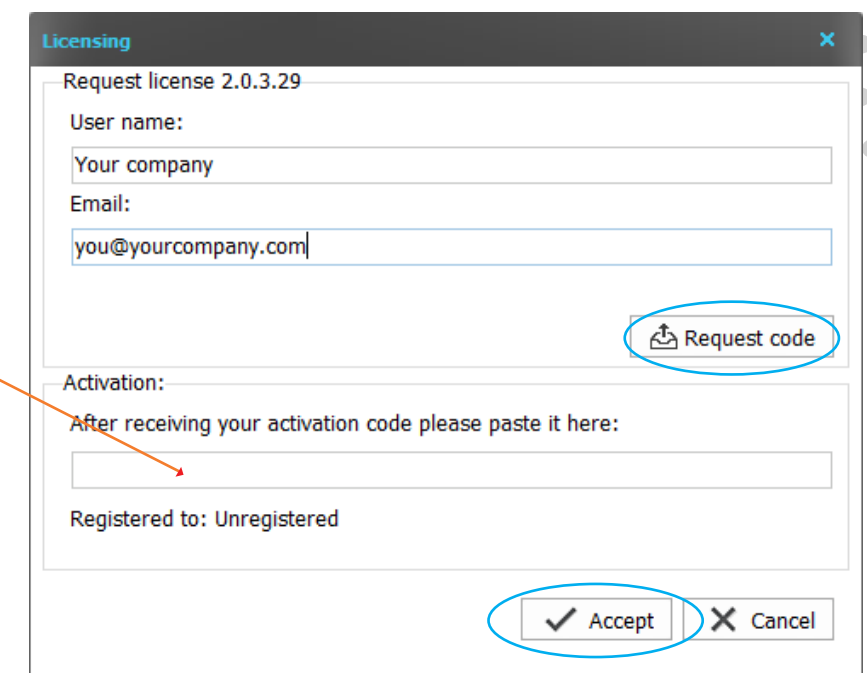 Licensing
Request license 2.0.3.29
User name:
Your company
Email:
you@yourcompany.com
Request code
Activation:
After receiving your activation code please paste it here:
Registered to: Unregistered
Accept Cancel